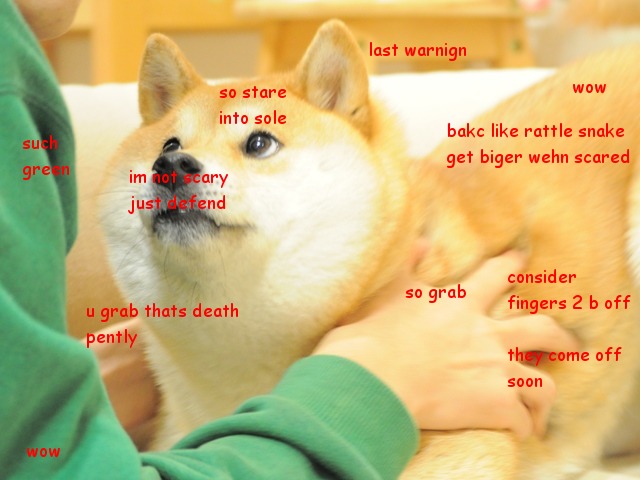 last warnign
so stare
into sole
wow
bakc like rattle snake
get biger wehn scared
such
green
im not scary
just defend
consider
fingers 2 b off
so grab
u grab thats death
pently
they come off
soon
wow